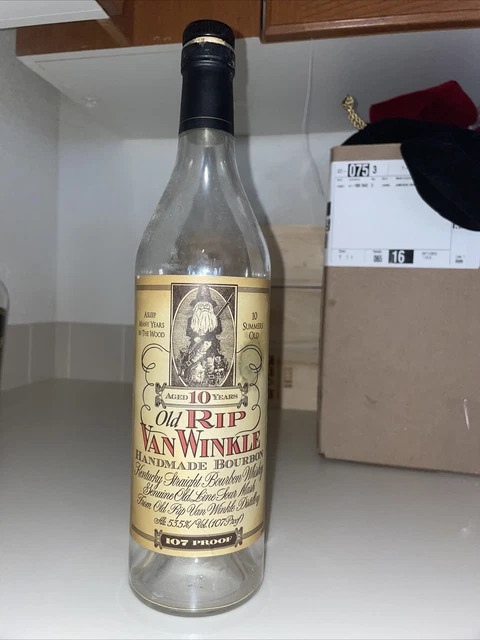 ASLEEP
MANY YEARS
IN THE WOOD
10
SUMMERS
OLD
AGED 10 YEARS
Old RIP
VAN WINKLE
HANDMADE BOURBON
Kentucky Straight Bourbon Whiskey
Genuine Old-Line Sour Mash
From Old Rip Van Winkle Distillery
Alc. 53.5%/Vol. (107 Proof)
107 PROOF
075 3
16